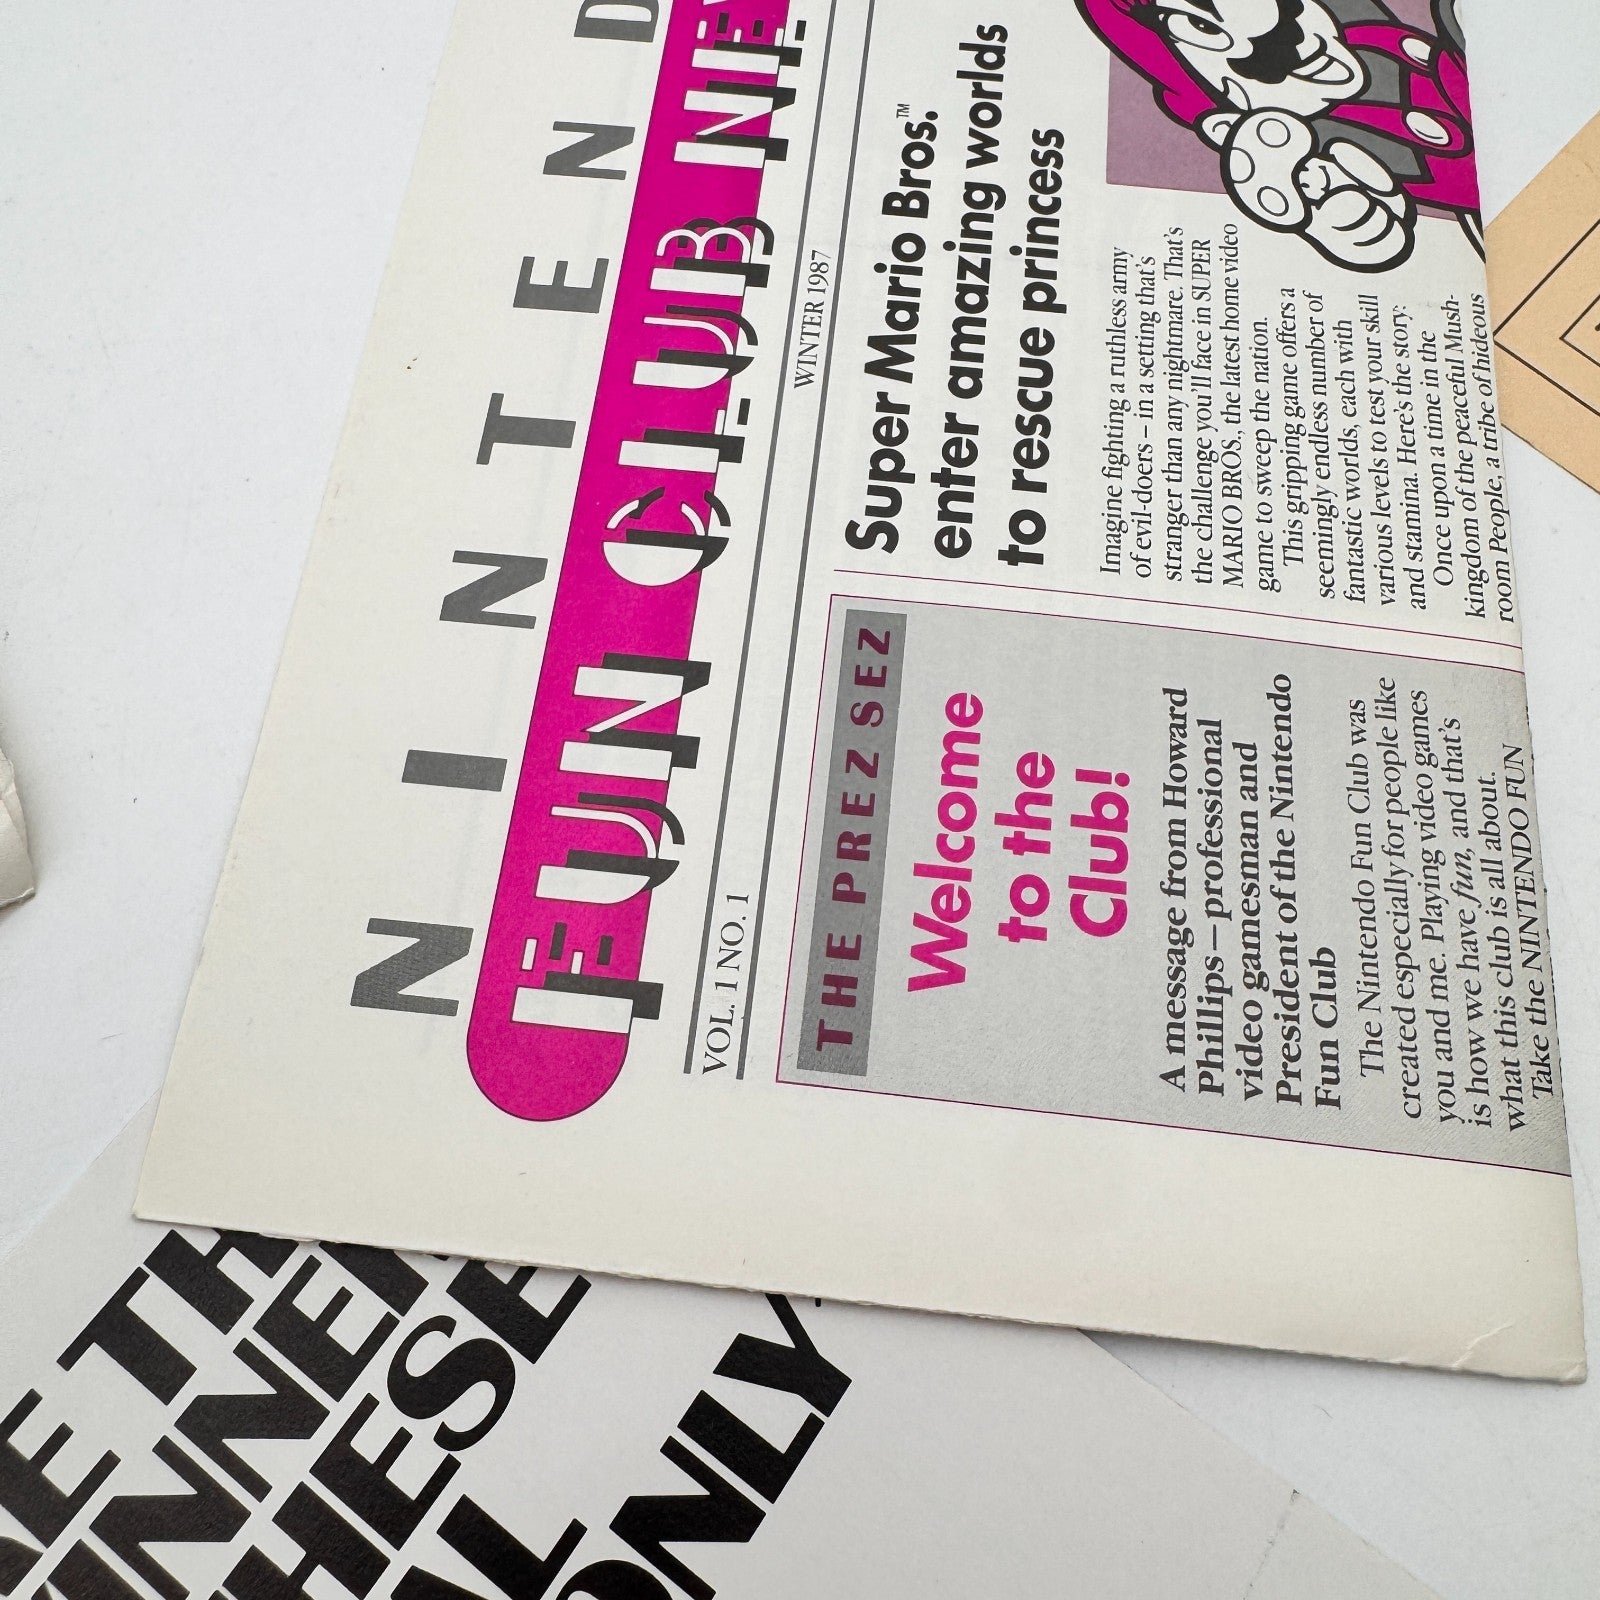 NINTEND
FUN CLUB NE
VOL. 1 NO. 1
WINTER 1987
THE PREZ SEZ
Welcome
to the
Club!
A message from Howard
Phillips – professional
video gamesman and
President of the Nintendo
Fun Club
The Nintendo Fun Club was
created especially for people like
you and me. Playing video games
is how we have fun, and that's
what this club is all about.
Take the NINTENDO FUN
Super Mario Bros.™
enter amazing worlds
to rescue princess
Imagine fighting a ruthless army
of evil-doers – in a setting that's
stranger than any nightmare. That's
the challenge you'll face in SUPER
MARIO BROS., the latest home video
game to sweep the nation.
This gripping game offers a
seemingly endless number of
fantastic worlds, each with
various levels to test your skill
and stamina. Here's the story:
Once upon a time in the
kingdom of the peaceful Mush-
room People, a tribe of hideous
TH
NNE
HESE
ONLY